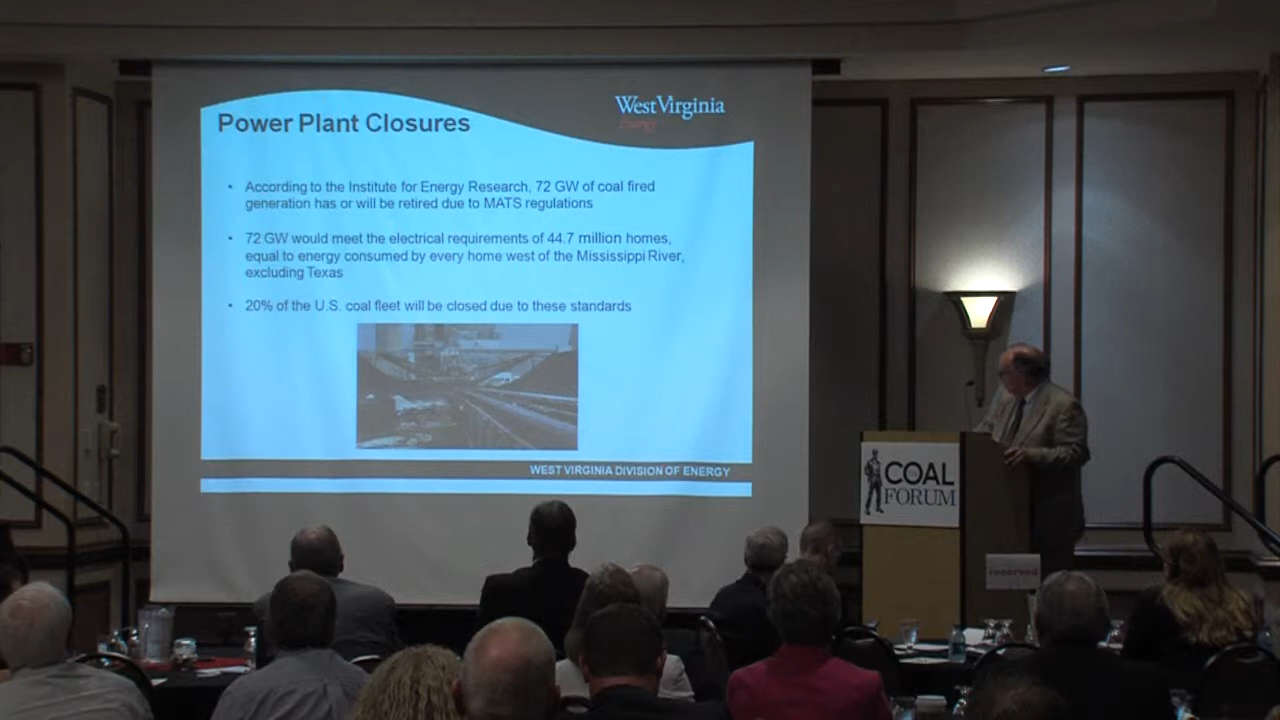 West Virginia
Energy
Power Plant Closures
• According to the Institute for Energy Research, 72 GW of coal fired
generation has or will be retired due to MATS regulations
• 72 GW would meet the electrical requirements of 44.7 million homes,
equal to energy consumed by every home west of the Mississippi River,
excluding Texas
• 20% of the U.S. coal fleet will be closed due to these standards
WEST VIRGINIA DIVISION OF ENERGY
COAL
FORUM
reserved